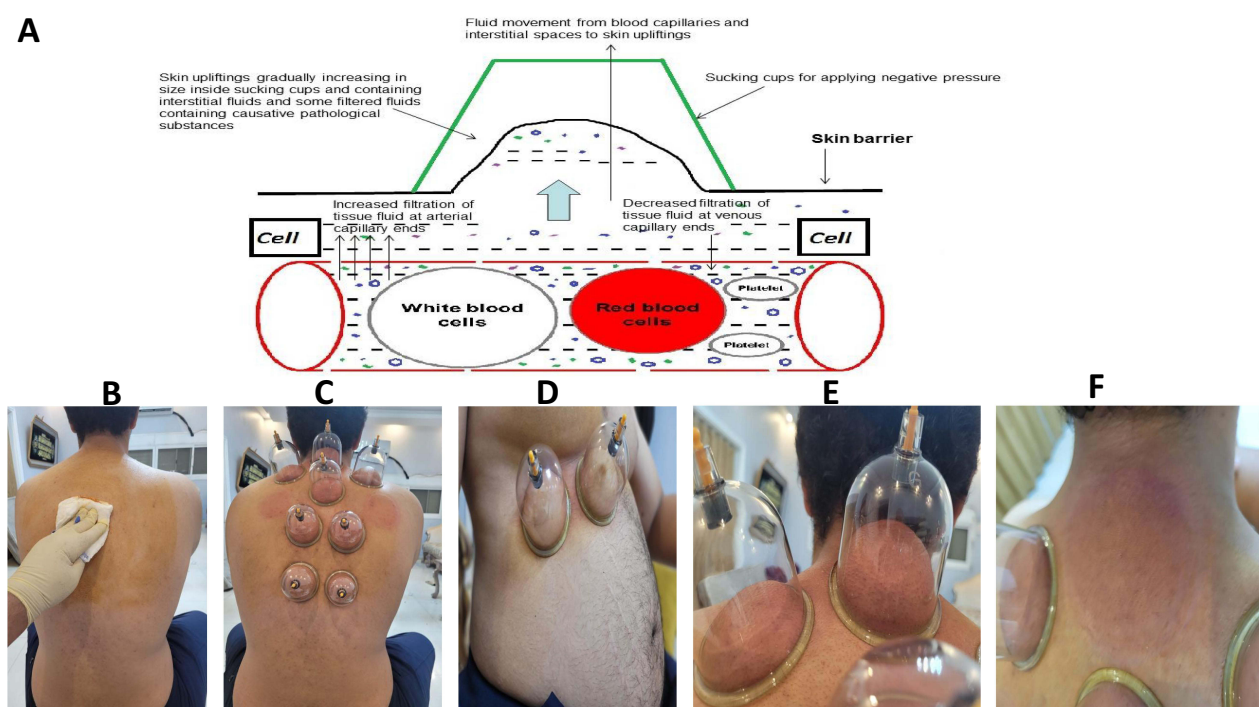 A
Fluid movement from blood capillaries and
interstitial spaces to skin upliftings
Skin upliftings gradually increasing in
size inside sucking cups and containing
interstitial fluids and some filtered fluids
containing causative pathological
substances
Sucking cups for applying negative pressure
Skin barrier
Increased filtration of
tissue fluid at arterial
capillary ends
Decreased filtration of
tissue fluid at venous
capillary ends
Cell
Cell
White blood
cells
Red blood
cells
Platelet
Platelet
B
C
D
E
F